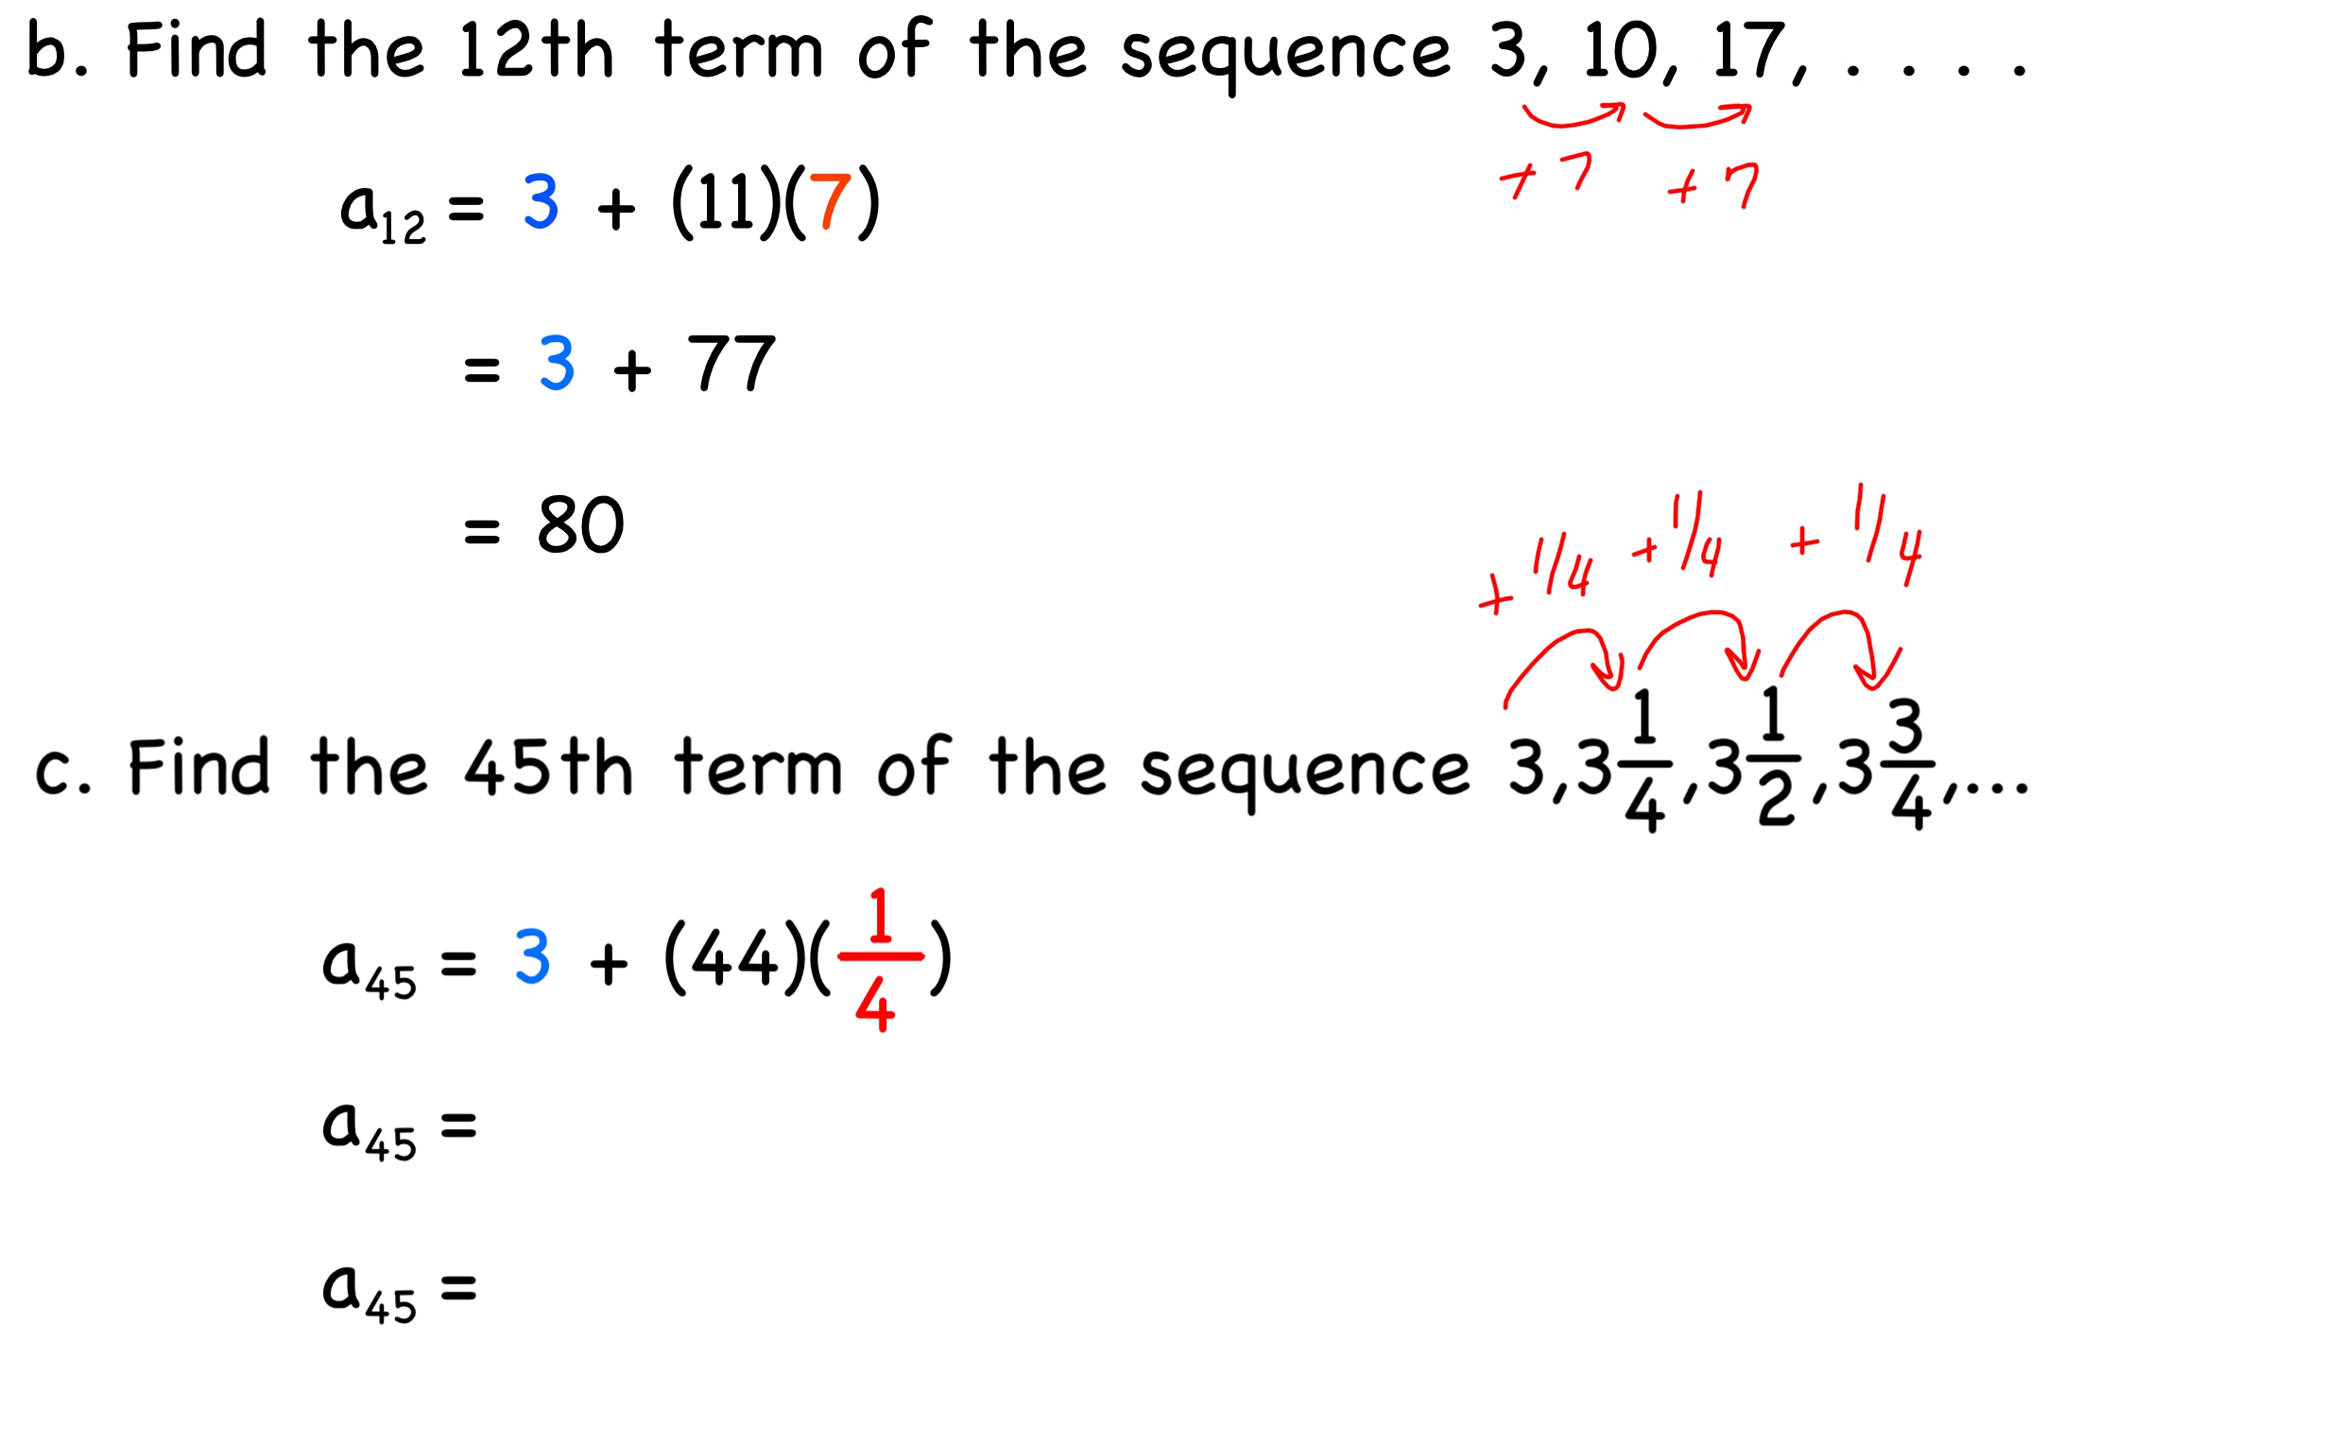 b. Find the 12th term of the sequence 3, 10, 17, . . . .
+7 +7
a₁₂ = 3 + (11)(7)
= 3 + 77
= 80
+ 1/4 + 1/4 + 1/4
c. Find the 45th term of the sequence 3, 3 1/4, 3 1/2, 3 3/4, ...
a₄₅ = 3 + (44)(1/4)
a₄₅ =
a₄₅ =